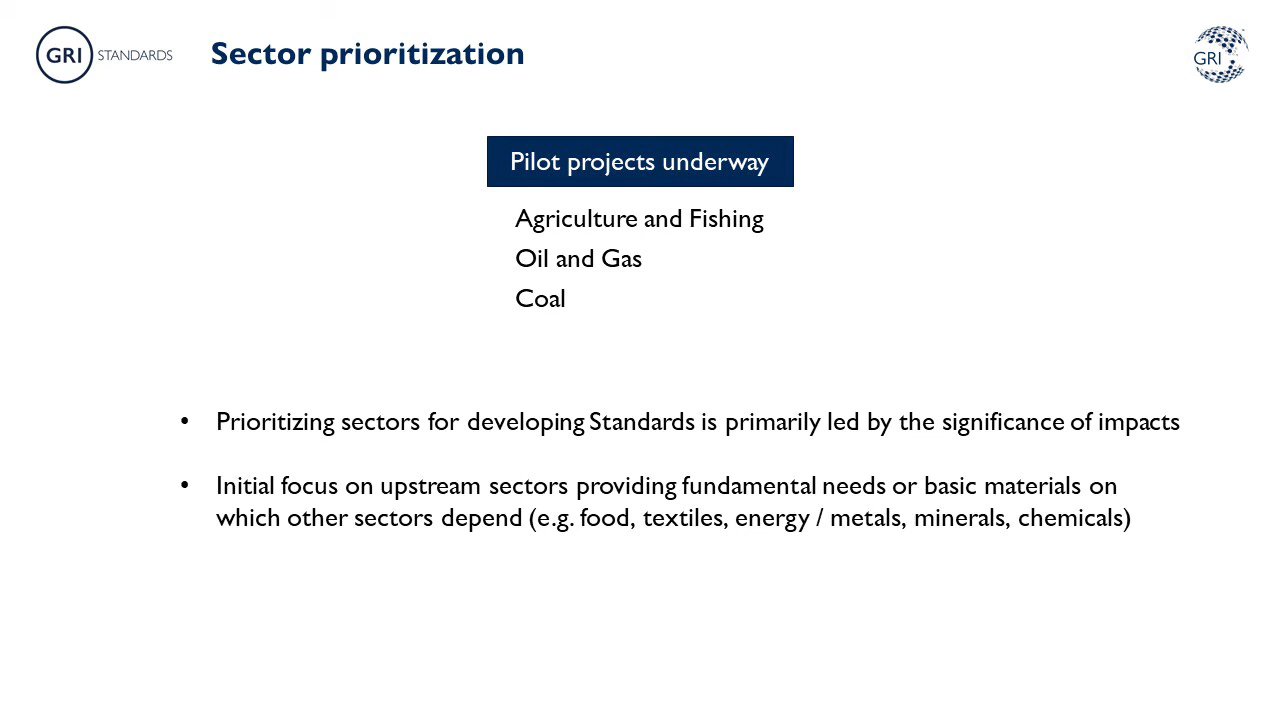 GRI STANDARDS
Sector prioritization
GRI
Pilot projects underway
Agriculture and Fishing
Oil and Gas
Coal
• Prioritizing sectors for developing Standards is primarily led by the significance of impacts
• Initial focus on upstream sectors providing fundamental needs or basic materials on
which other sectors depend (e.g. food, textiles, energy / metals, minerals, chemicals)